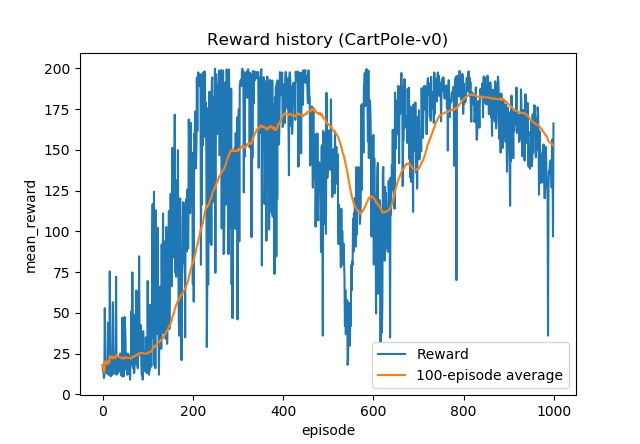 Reward history (CartPole-v0)
mean_reward
200
175
150
125
100
75
50
25
0
0 200 400 600 800 1000
episode
Reward
100-episode average